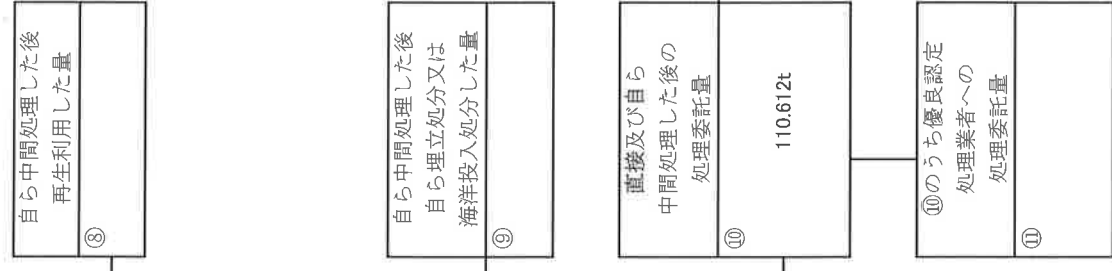 自ら中間処理した後
再生利用した量
⑧
自ら中間処理した後
自ら埋立処分又は
海洋投入処分した量
⑨
直接及び自ら
中間処理した後の
処理委託量
⑩
110.612t
⑩のうち優良認定
処理業者への
処理委託量
⑪